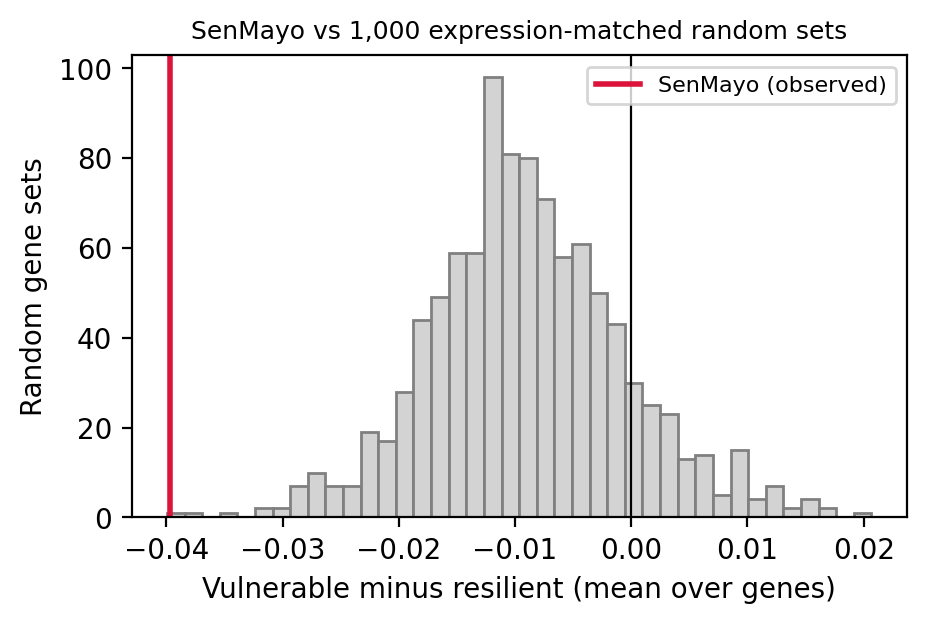 SenMayo vs 1,000 expression-matched random sets
SenMayo (observed)
Random gene sets
100
80
60
40
20
0
−0.04 −0.03 −0.02 −0.01 0.00 0.01 0.02
Vulnerable minus resilient (mean over genes)